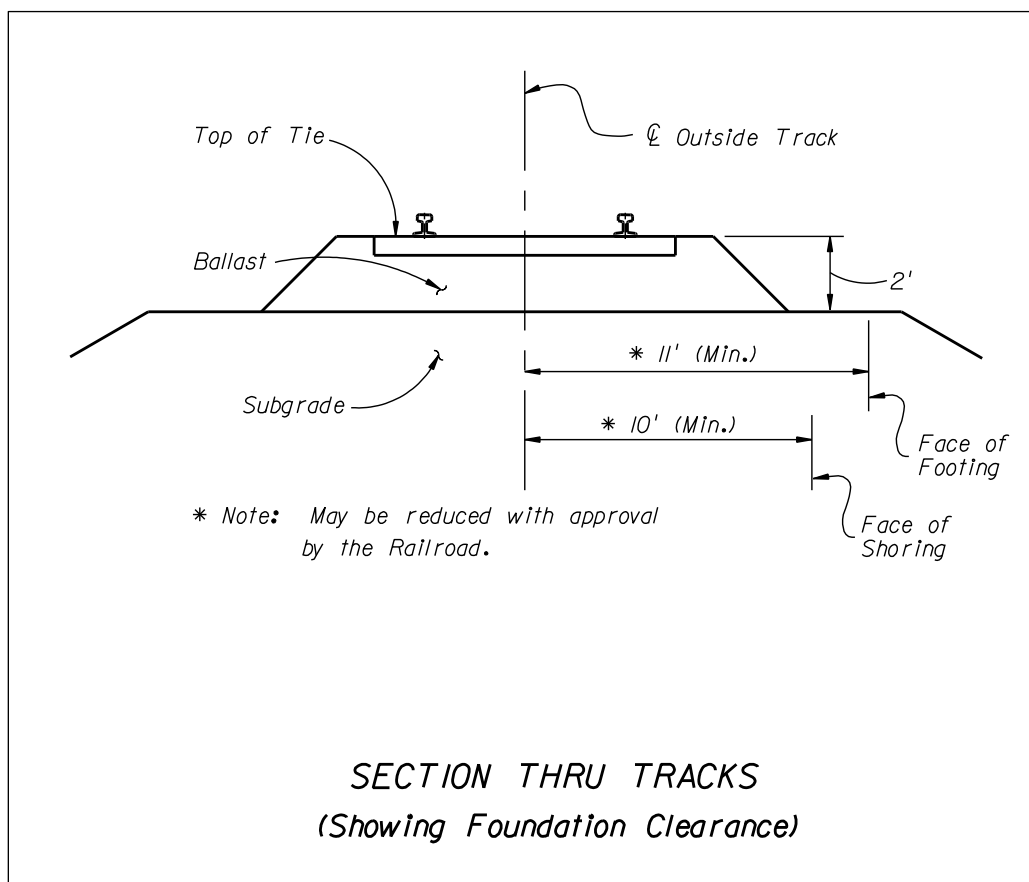 Top of Tie
℄ Outside Track
Ballast
2'
* 11' (Min.)
Subgrade
* 10' (Min.)
Face of
Footing
* Note: May be reduced with approval
by the Railroad.
Face of
Shoring
SECTION THRU TRACKS
(Showing Foundation Clearance)